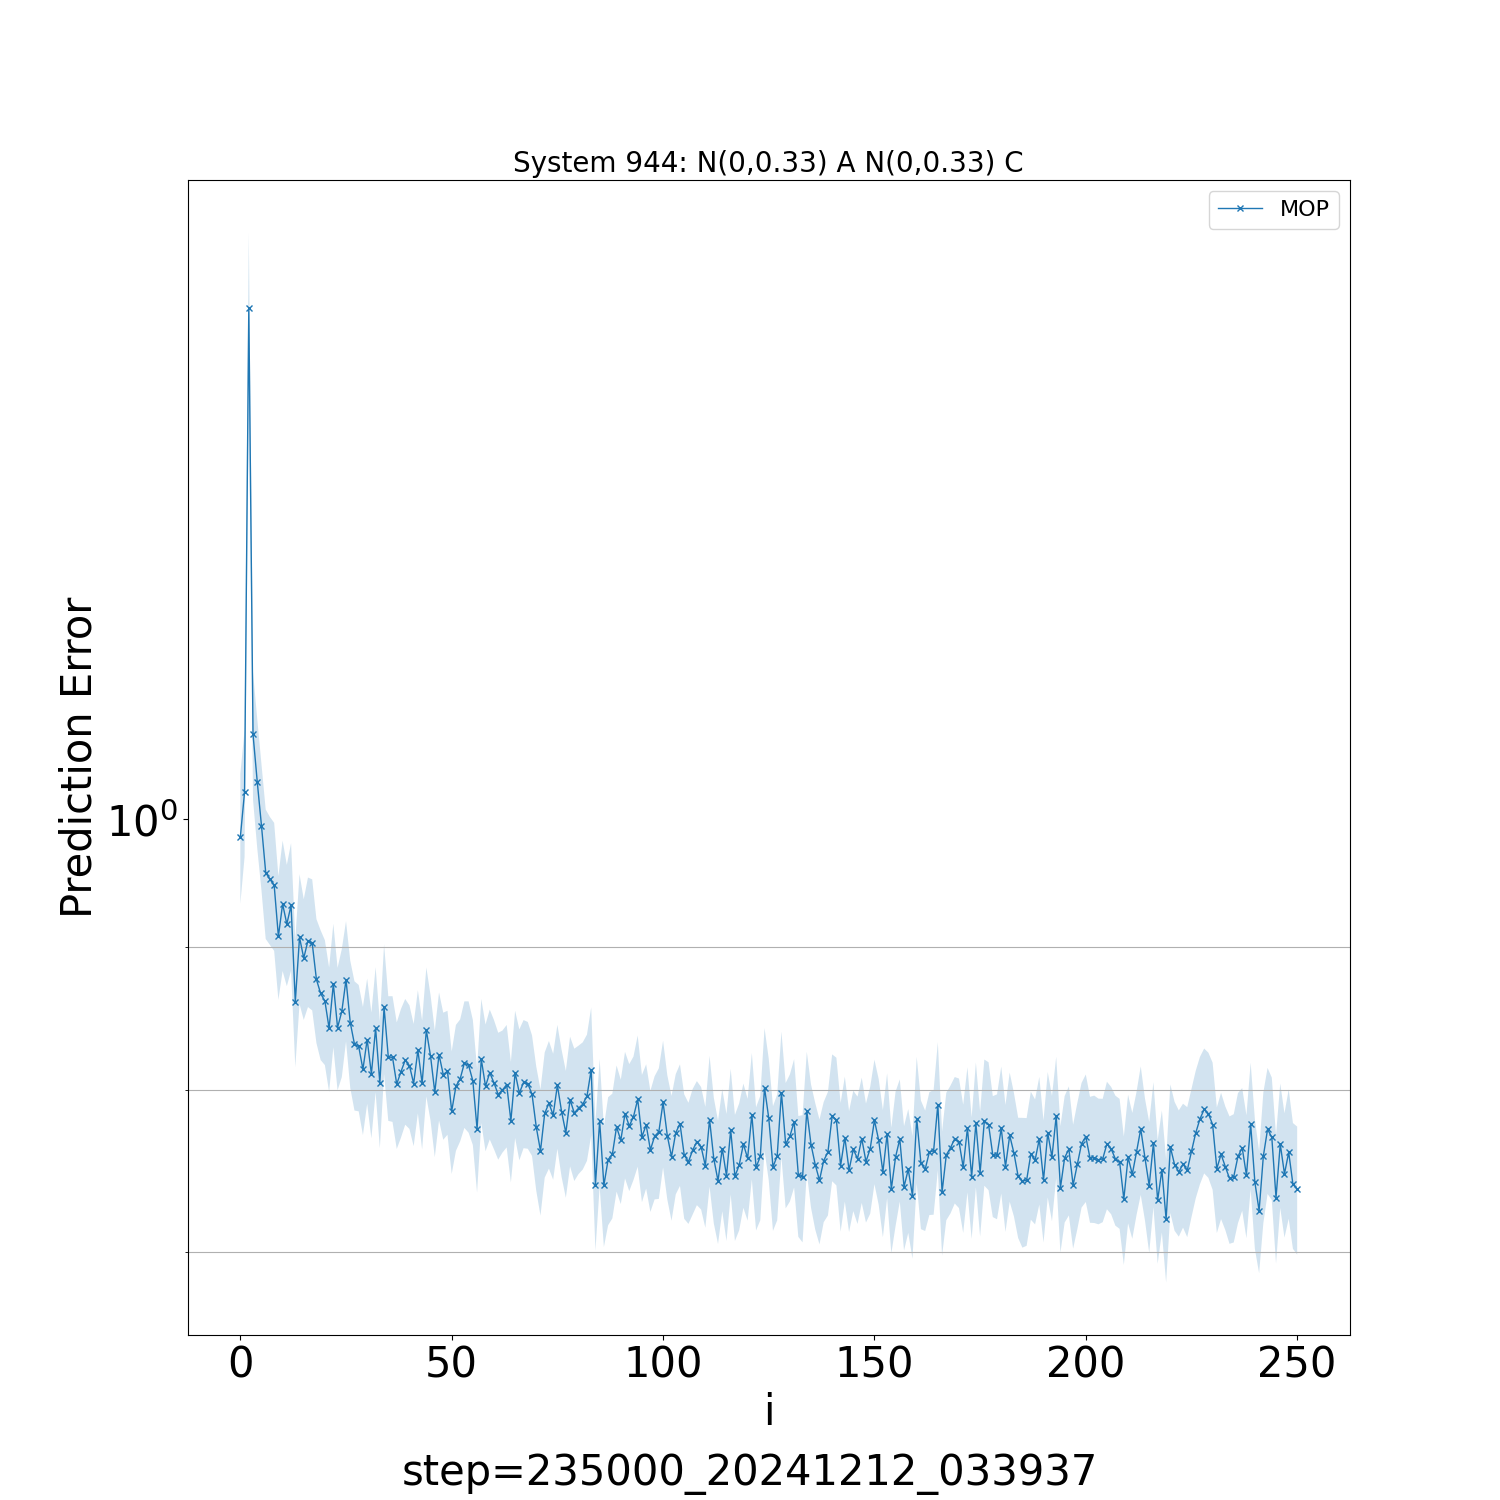 System 944: N(0,0.33) A N(0,0.33) C
MOP
Prediction Error
10⁰
0 50 100 150 200 250
i
step=235000_20241212_033937